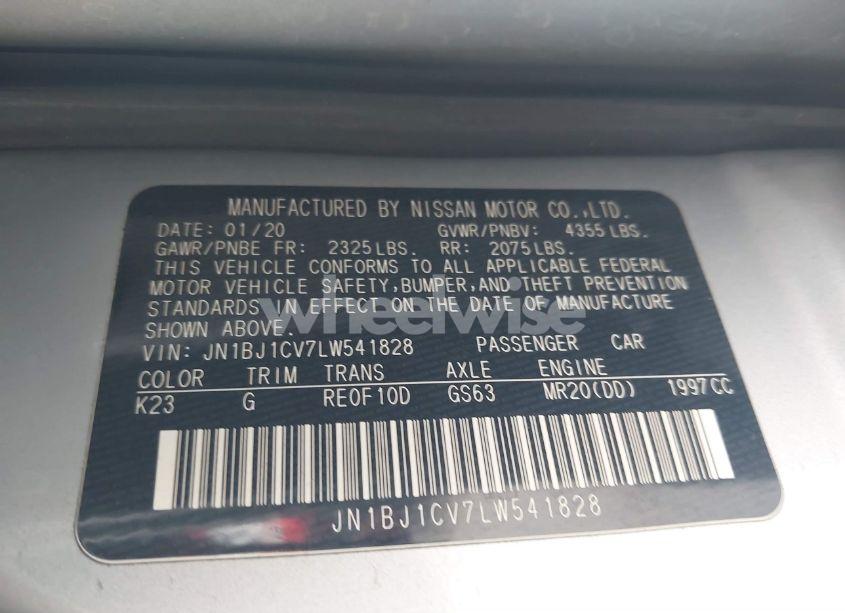 MANUFACTURED BY NISSAN MOTOR CO.,LTD.
DATE: 01/20 GVWR/PNBV: 4355 LBS.
GAWR/PNBE FR: 2325 LBS. RR: 2075 LBS.
THIS VEHICLE CONFORMS TO ALL APPLICABLE FEDERAL
MOTOR VEHICLE SAFETY,BUMPER,AND THEFT PREVENTION
STANDARDS IN EFFECT ON THE DATE OF MANUFACTURE
SHOWN ABOVE.
wheelwise
VIN: JN1BJ1CV7LW541828 PASSENGER CAR
COLOR TRIM TRANS AXLE ENGINE
K23 G RE0F10D GS63 MR20(DD) 1997CC
JN1BJ1CV7LW541828